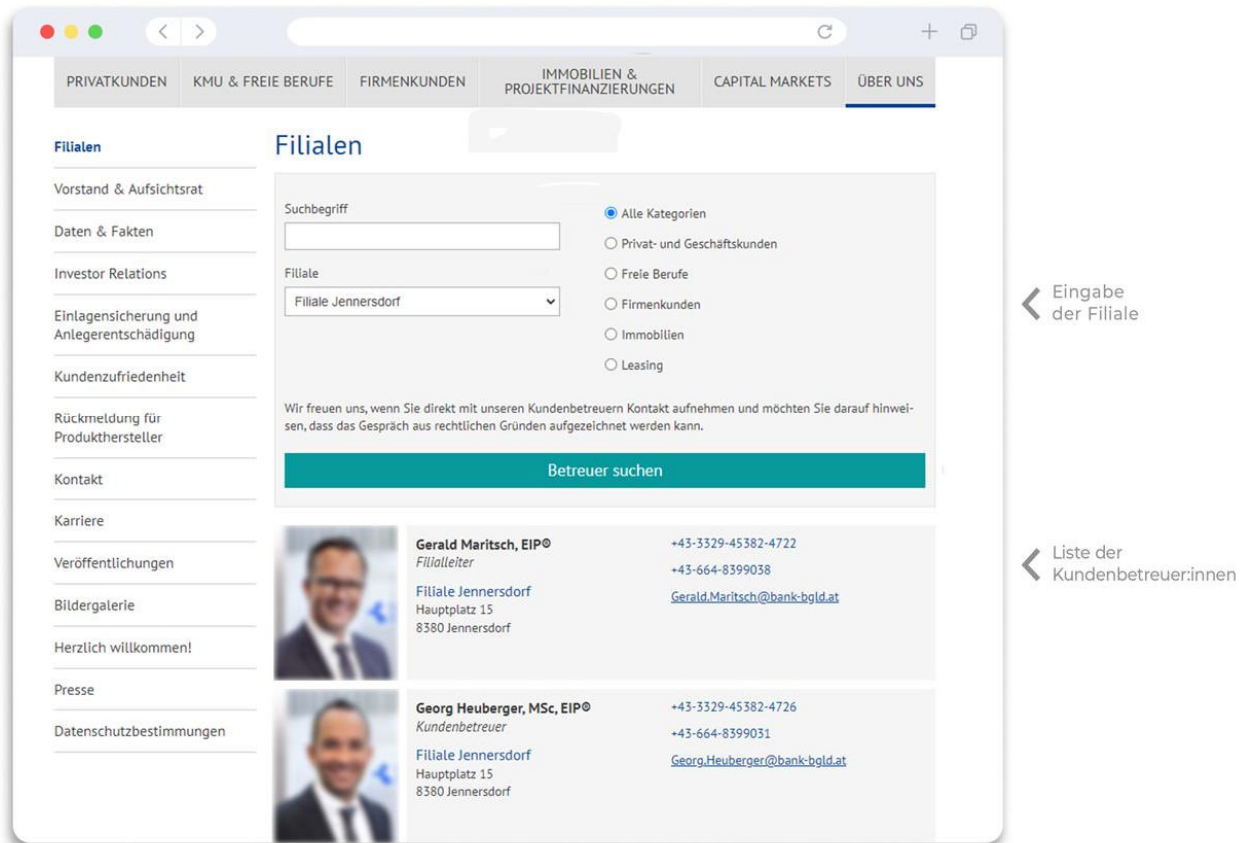 PRIVATKUNDEN
KMU & FREIE BERUFE
FIRMENKUNDEN
IMMOBILIEN &
PROJEKTFINANZIERUNGEN
CAPITAL MARKETS
ÜBER UNS
Filialen
Vorstand & Aufsichtsrat
Daten & Fakten
Investor Relations
Einlagensicherung und
Anlegerentschädigung
Kundenzufriedenheit
Rückmeldung für
Produkthersteller
Kontakt
Karriere
Veröffentlichungen
Bildergalerie
Herzlich willkommen!
Presse
Datenschutzbestimmungen
Filialen
Suchbegriff
Filiale
Filiale Jennersdorf
Alle Kategorien
Privat- und Geschäftskunden
Freie Berufe
Firmenkunden
Immobilien
Leasing
Wir freuen uns, wenn Sie direkt mit unseren Kundenbetreuern Kontakt aufnehmen und möchten Sie darauf hinwei-
sen, dass das Gespräch aus rechtlichen Gründen aufgezeichnet werden kann.
Betreuer suchen
Gerald Maritsch, EIP®
Filialleiter
Filiale Jennersdorf
Hauptplatz 15
8380 Jennersdorf
+43-3329-45382-4722
+43-664-8399038
Gerald.Maritsch@bank-bgld.at
Georg Heuberger, MSc, EIP®
Kundenbetreuer
Filiale Jennersdorf
Hauptplatz 15
8380 Jennersdorf
+43-3329-45382-4726
+43-664-8399031
Georg.Heuberger@bank-bgld.at
Eingabe
der Filiale
Liste der
Kundenbetreuer:innen